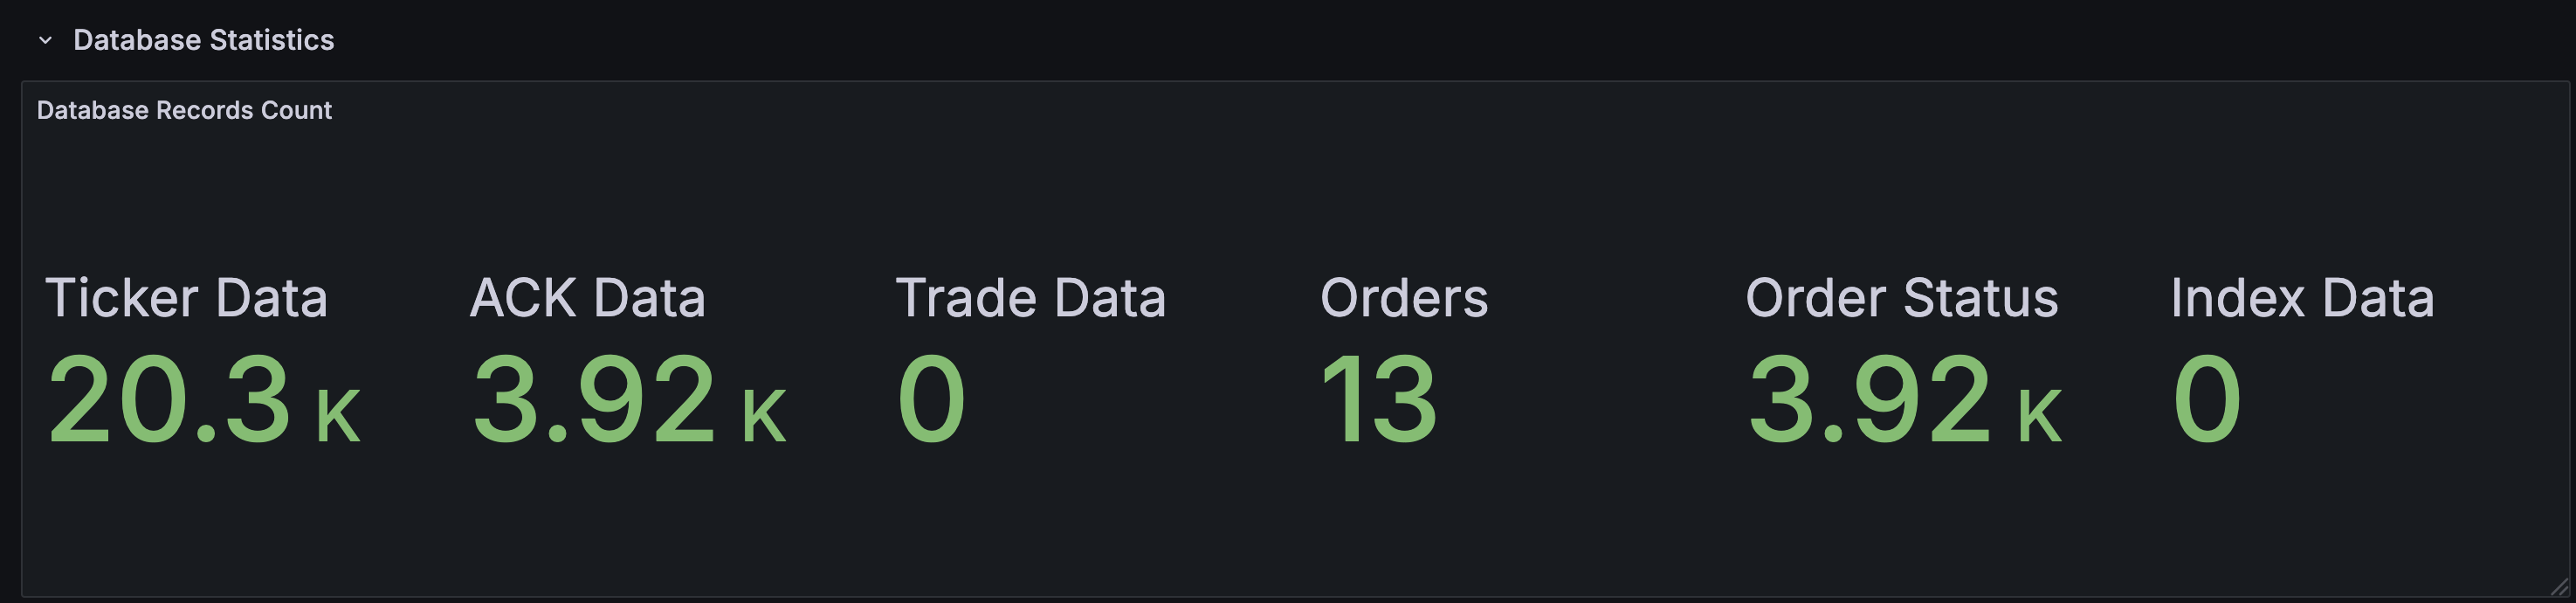 Database Statistics
Database Records Count
Ticker Data ACK Data Trade Data Orders Order Status Index Data
20.3 K 3.92 K 0 13 3.92 K 0